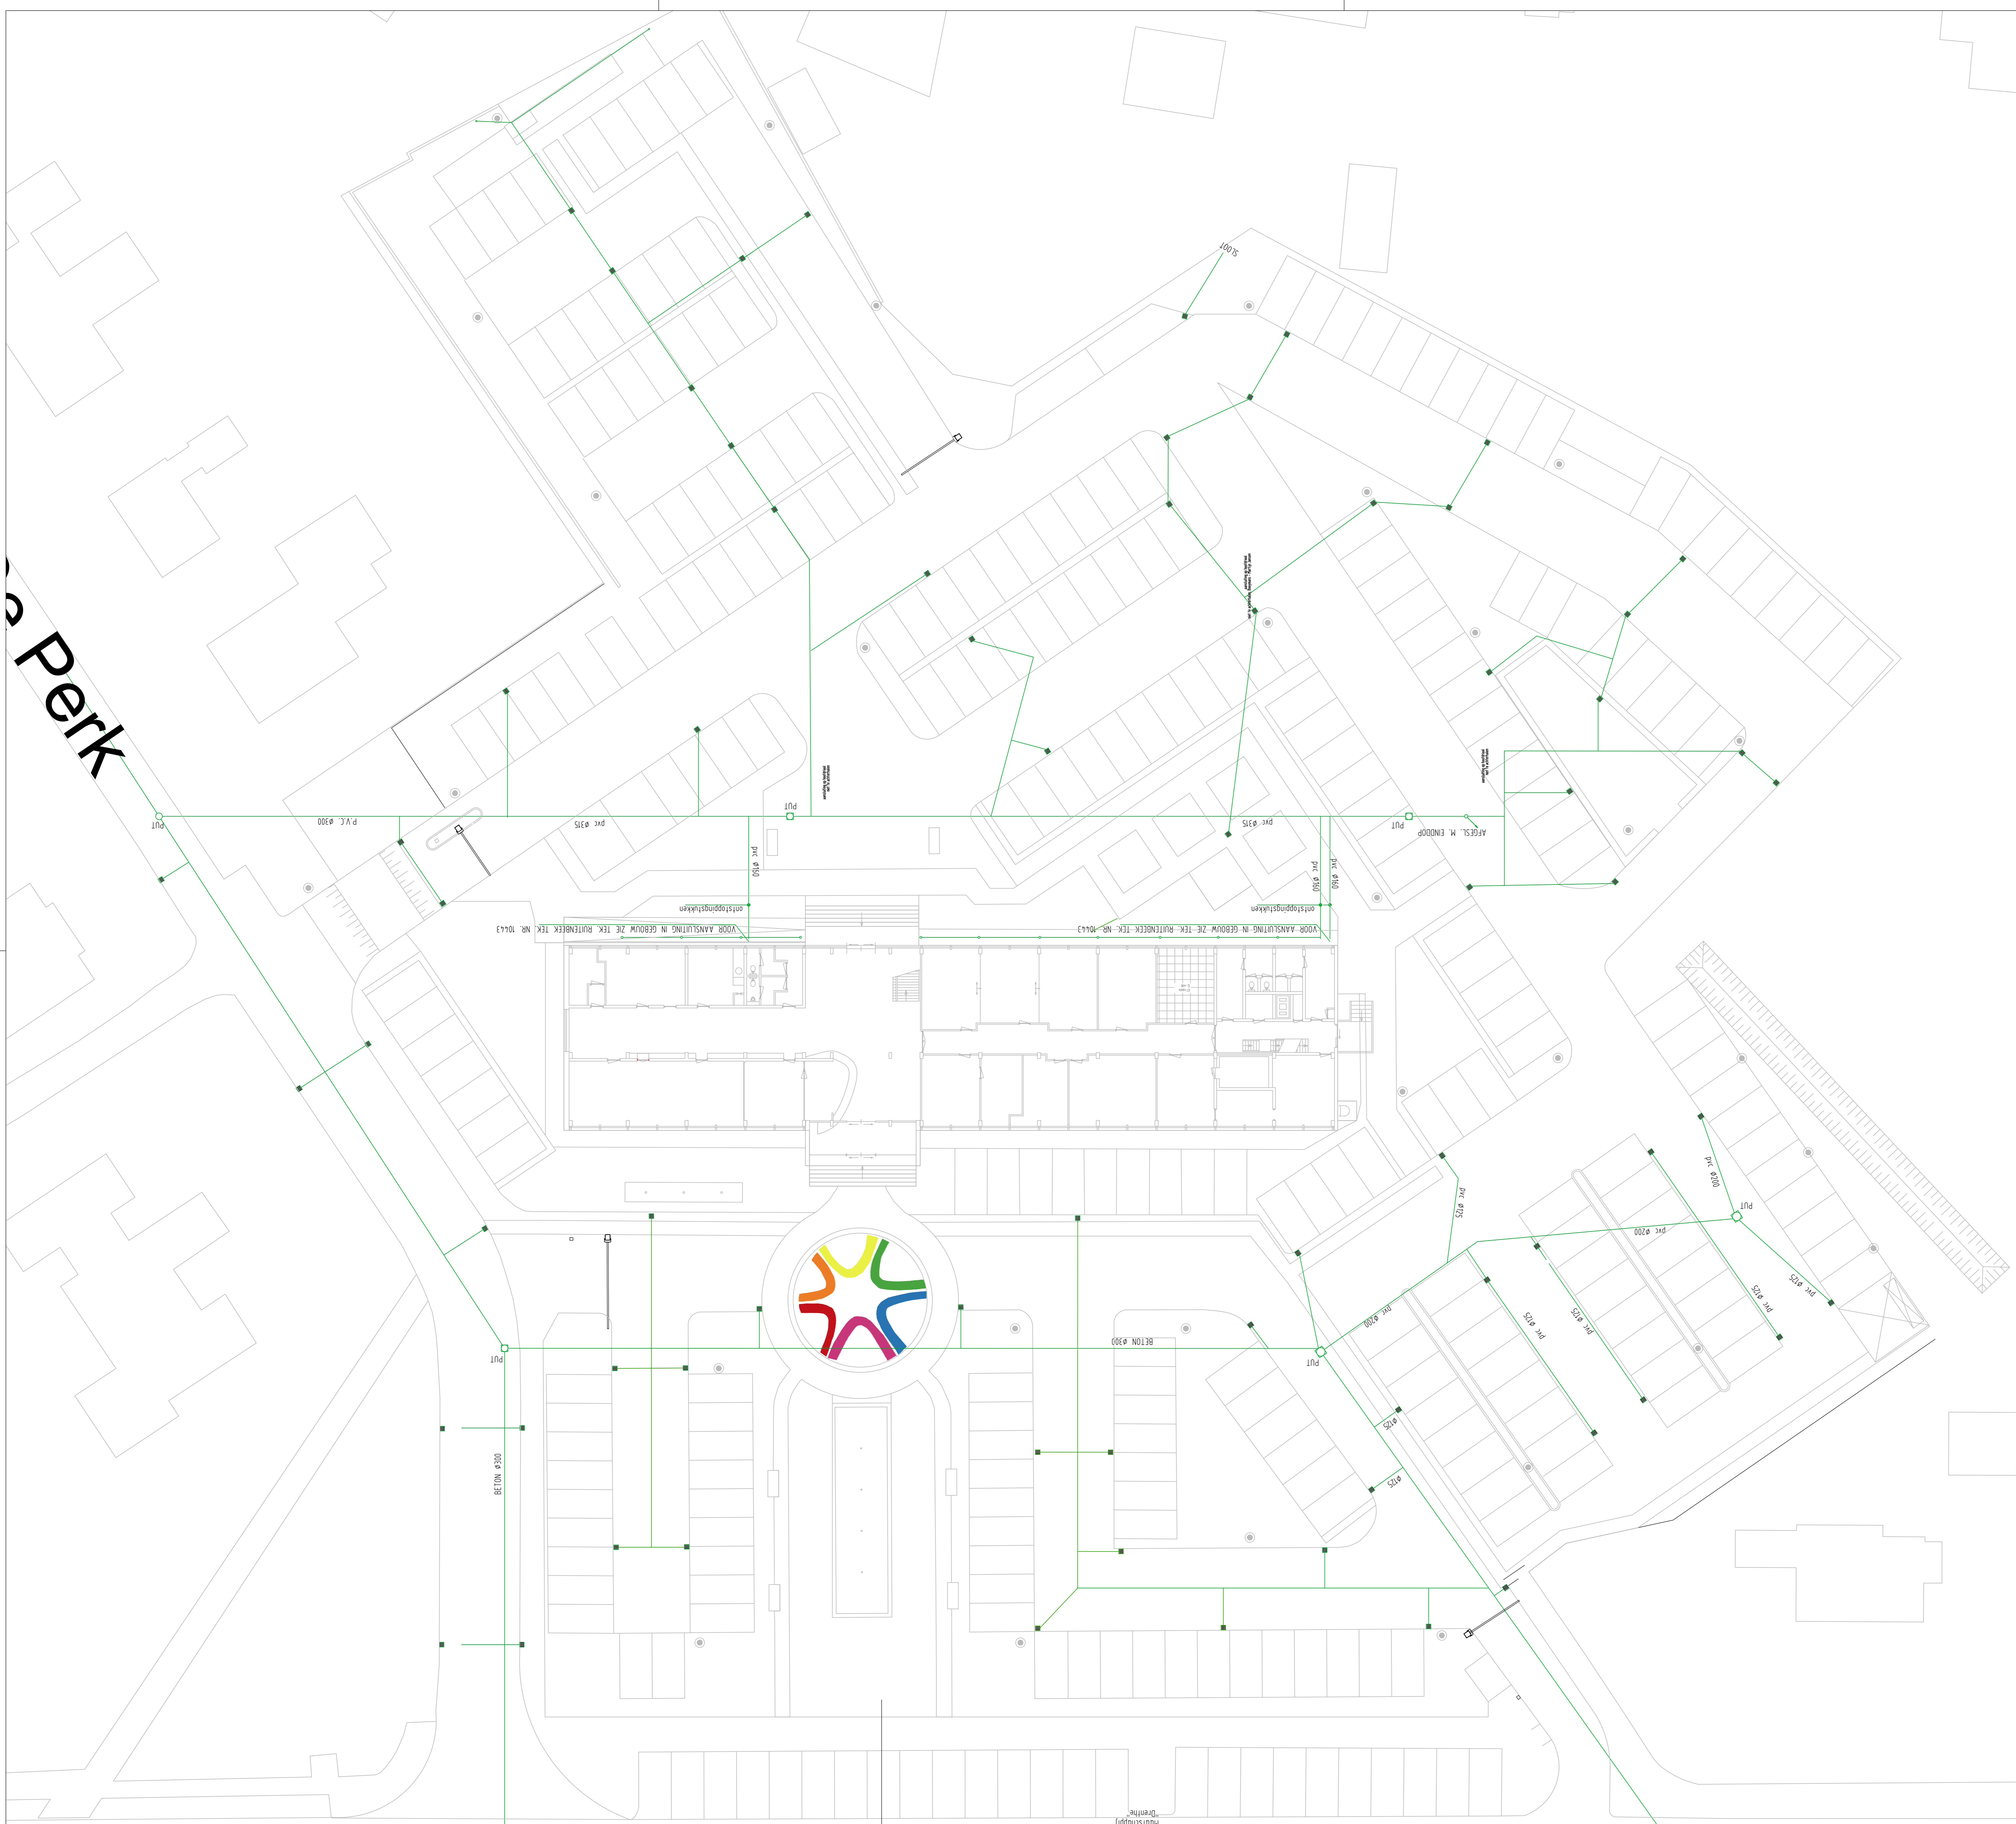 SLOOT
e Perk
PUT
P.V.C. ø300
pvc ø315
PUT
pvc ø315
PUT
AFGESL. M. EINDDOP
pvc ø160
pvc ø160
pvc ø160
ontstoppingstukken
ontstoppingstukken
VOOR AANSLUITING IN GEBOUW ZIE TEK. RUITENBEEK TEK. NR. 10443
VOOR AANSLUITING IN GEBOUW ZIE TEK. RUITENBEEK TEK. NR. 10443
pvc ø200
pvc ø125
PUT
pvc ø200
pvc ø125
pvc ø125
pvc ø125
pvc ø125
pvc ø200
BETON ø300
PUT
PUT
ø125
ø125
BETON ø300
"Drenthe"